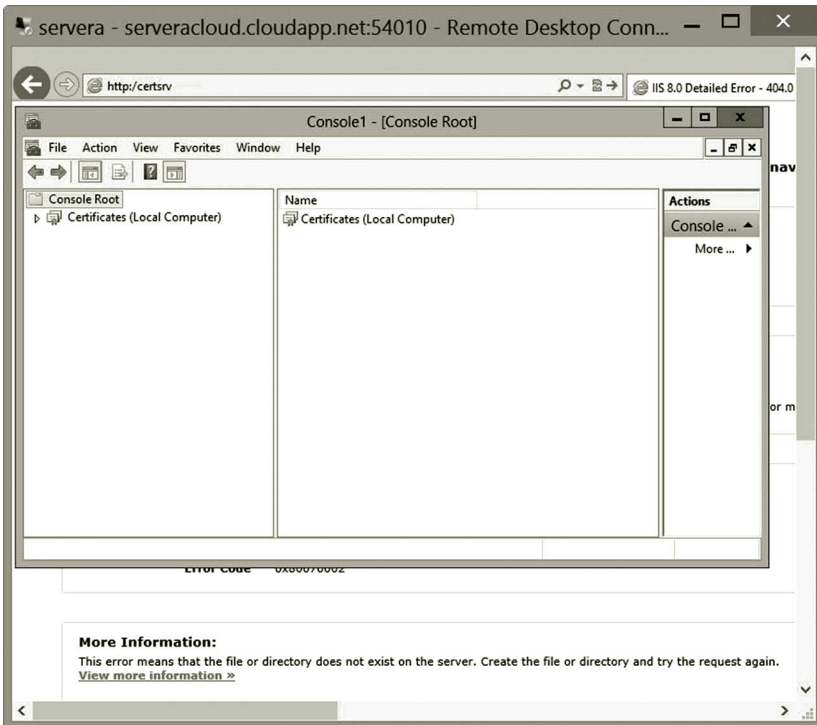 servera - serveracloud.cloudapp.net:54010 - Remote Desktop Conn...
http:/certsrv
IIS 8.0 Detailed Error - 404.0
Console1 - [Console Root]
File Action View Favorites Window Help
nav
Console Root
Certificates (Local Computer)
Name
Certificates (Local Computer)
Actions
Console ...
More ...
or m
Error Code 0x80070002
More Information:
This error means that the file or directory does not exist on the server. Create the file or directory and try the request again.
View more information »